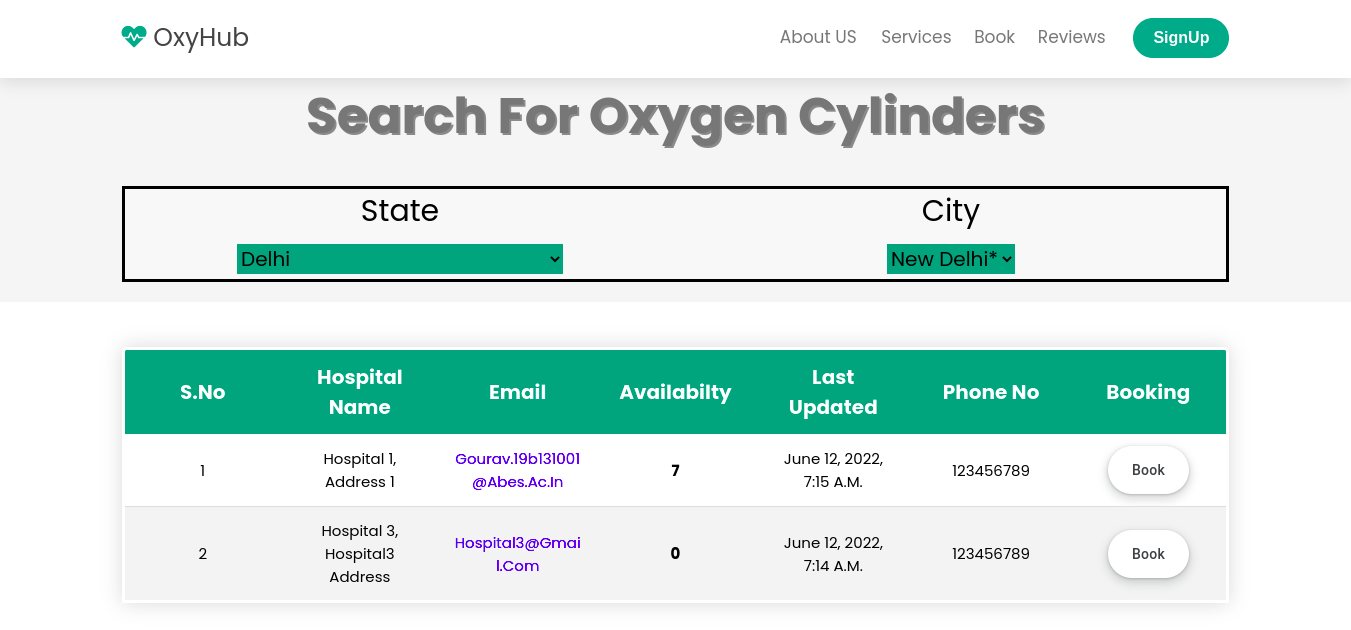 OxyHub
About US Services Book Reviews SignUp
Search For Oxygen Cylinders
State City
Delhi New Delhi*
S.No Hospital Name Email Availabilty Last Updated Phone No Booking
1 Hospital 1, Address 1 Gourav.19b131001@Abes.Ac.In 7 June 12, 2022, 7:15 A.M. 123456789 Book
2 Hospital 3, Hospital3 Address Hospital3@Gmail.Com 0 June 12, 2022, 7:14 A.M. 123456789 Book